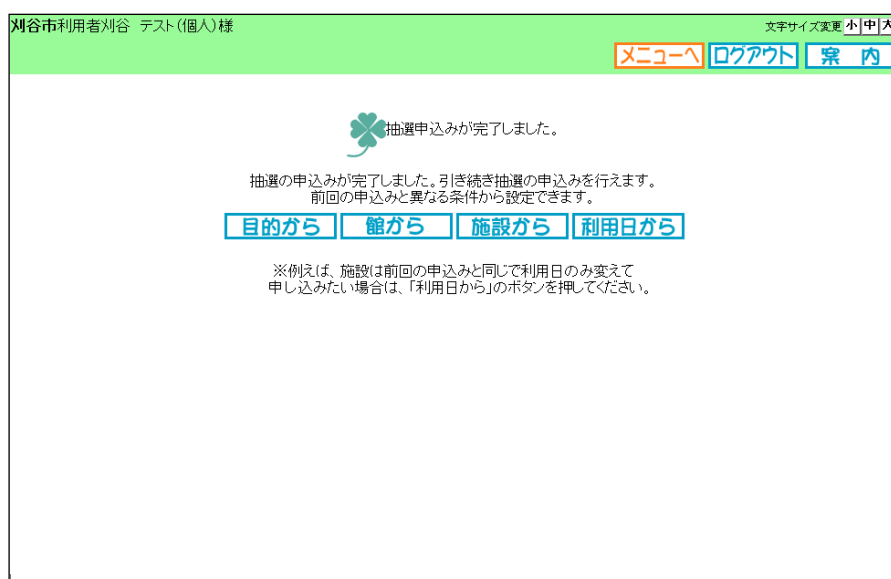 刈谷市利用者刈谷 テスト(個人)様
文字サイズ変更 小 中 大
メニューへ ログアウト 案 内
抽選申込みが完了しました。
抽選の申込みが完了しました。引き続き抽選の申込みを行えます。
前回の申込みと異なる条件から設定できます。
目的から 館から 施設から 利用日から
※例えば、施設は前回の申込みと同じで利用日のみ変えて
申し込みたい場合は、「利用日から」のボタンを押してください。